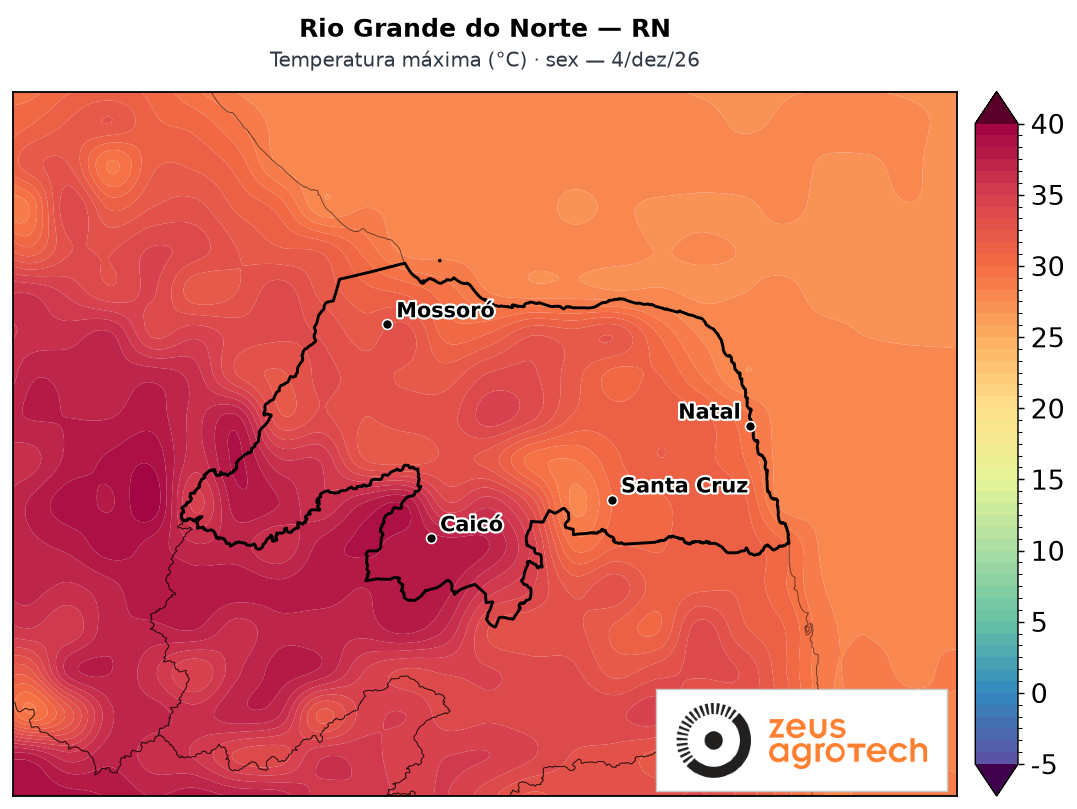 Rio Grande do Norte — RN
Temperatura máxima (°C) · sex — 4/dez/26
40
35
30
25
20
15
10
5
0
-5
Mossoró
Natal
Santa Cruz
Caicó
zeus
agrotech